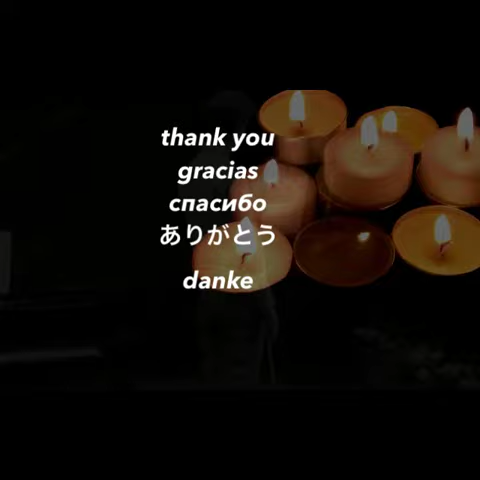 thank you
gracias
спасибо
ありがとう
danke